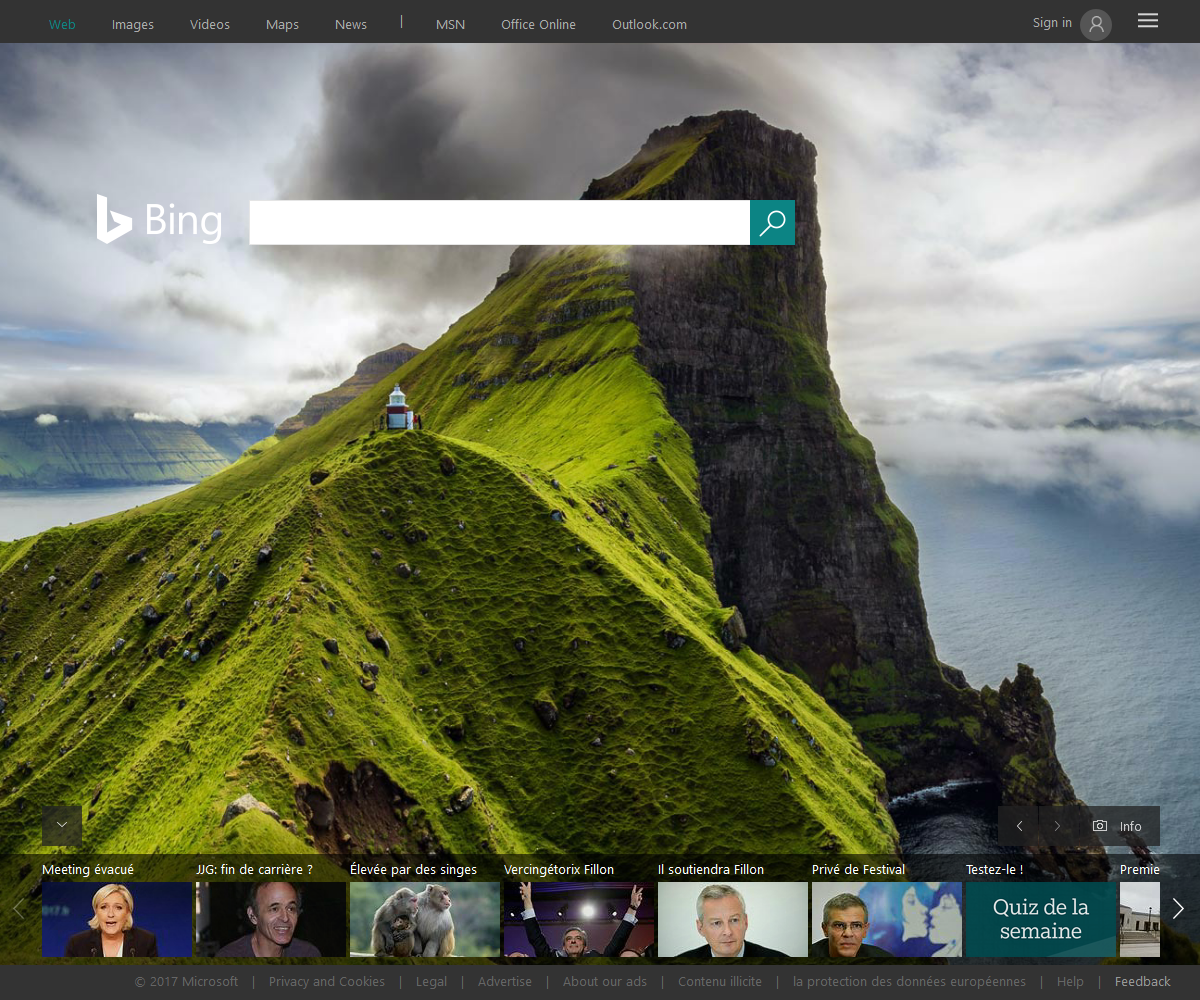 Web Images Videos Maps News | MSN Office Online Outlook.com Sign in
Bing
Info
Meeting évacué JJG: fin de carrière ? Élevée par des singes Vercingétorix Fillon Il soutiendra Fillon Privé de Festival Testez-le ! Premie
Quiz de la
semaine
© 2017 Microsoft | Privacy and Cookies | Legal | Advertise | About our ads | Contenu illicite | la protection des données européennes | Help | Feedback